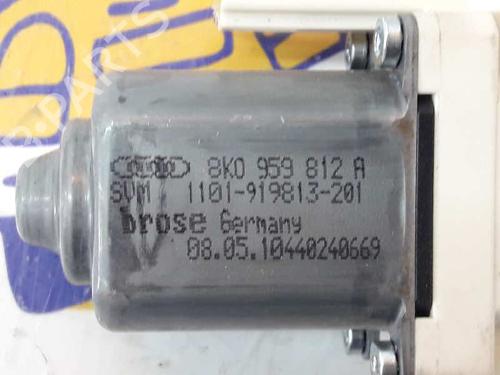 8K0 959 812 A
SVM 1101-919813-201
brose Germany
08.05.10440240669